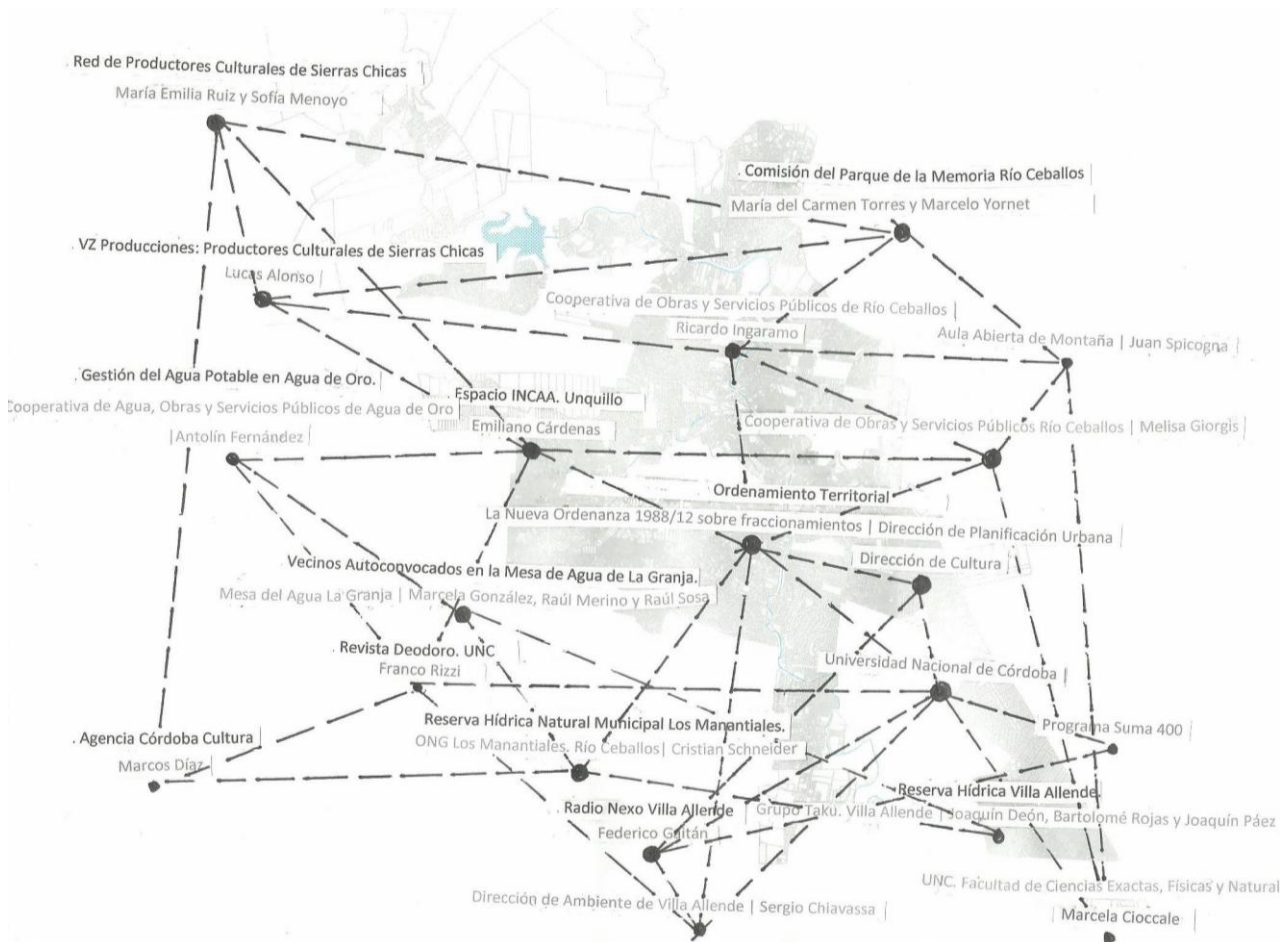 . Red de Productores Culturales de Sierras Chicas
María Emilia Ruiz y Sofía Menoyo
. Comisión del Parque de la Memoria Río Ceballos
María del Carmen Torres y Marcelo Yornet
. VZ Producciones: Productores Culturales de Sierras Chicas
Lucas Alonso |
Cooperativa de Obras y Servicios Públicos de Río Ceballos |
Ricardo Ingaramo
Aula Abierta de Montaña | Juan Spicogna
. Gestión del Agua Potable en Agua de Oro.
Cooperativa de Agua, Obras y Servicios Públicos de Agua de Oro
|Antolín Fernández|
. Espacio INCAA. Unquillo
Emiliano Cárdenas
Cooperativa de Obras y Servicios Públicos Río Ceballos | Melisa Giorgis
Ordenamiento Territorial
La Nueva Ordenanza 1988/12 sobre fraccionamientos | Dirección de Planificación Urbana
Dirección de Cultura
. Vecinos Autoconvocados en la Mesa de Agua de La Granja.
Mesa del Agua La Granja | Marcela González, Raúl Merino y Raúl Sosa
. Revista Deodoro. UNC
Franco Rizzi
Universidad Nacional de Córdoba |
. Reserva Hídrica Natural Municipal Los Manantiales.
ONG Los Manantiales. Río Ceballos| Cristian Schneider
Programa Suma 400
. Agencia Córdoba Cultura
Marcos Díaz
. Reserva Hídrica Villa Allende.
Grupo Takú. Villa Allende | Joaquín Deón, Bartolomé Rojas y Joaquín Páez
. Radio Nexo Villa Allende
Federico Gaitán
Dirección de Ambiente de Villa Allende | Sergio Chiavassa
UNC. Facultad de Ciencias Exactas, Físicas y Natural
Marcela Cioccale